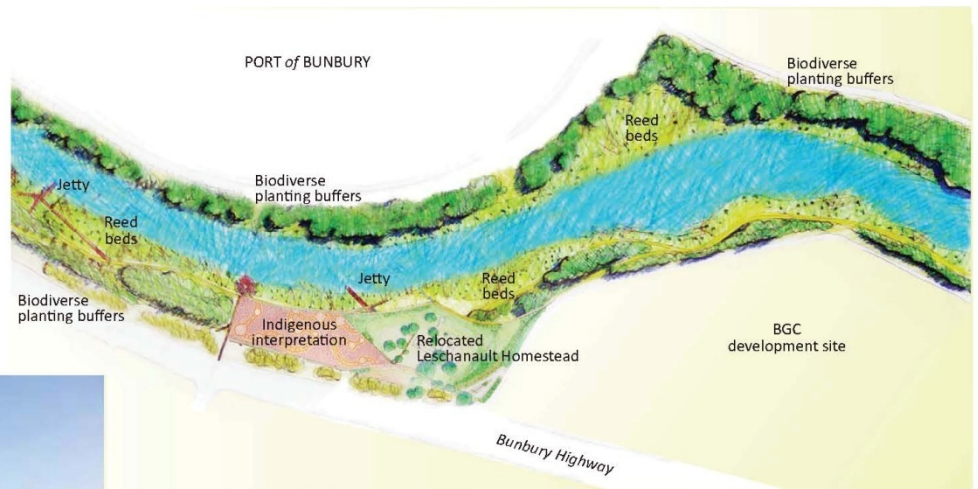 PORT of BUNBURY
Biodiverse
planting buffers
Reed
beds
Jetty
Biodiverse
planting buffers
Reed
beds
Jetty
Reed
beds
Biodiverse
planting buffers
Indigenous
interpretation
Relocated
Leschanault Homestead
BGC
development site
Bunbury Highway